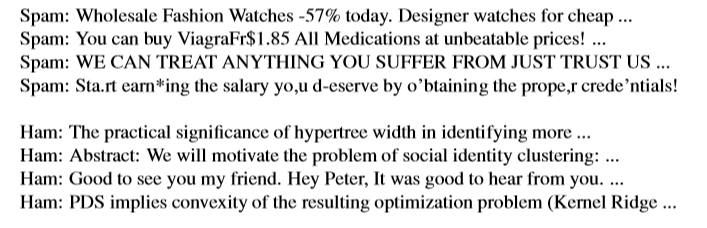 Spam: Wholesale Fashion Watches -57% today. Designer watches for cheap ...
Spam: You can buy ViagraFr$1.85 All Medications at unbeatable prices! ...
Spam: WE CAN TREAT ANYTHING YOU SUFFER FROM JUST TRUST US ...
Spam: Sta.rt earn*ing the salary yo,u d-eserve by o’btaining the prope,r crede’ntials!
Ham: The practical significance of hypertree width in identifying more ...
Ham: Abstract: We will motivate the problem of social identity clustering: ...
Ham: Good to see you my friend. Hey Peter, It was good to hear from you. ...
Ham: PDS implies convexity of the resulting optimization problem (Kernel Ridge ...